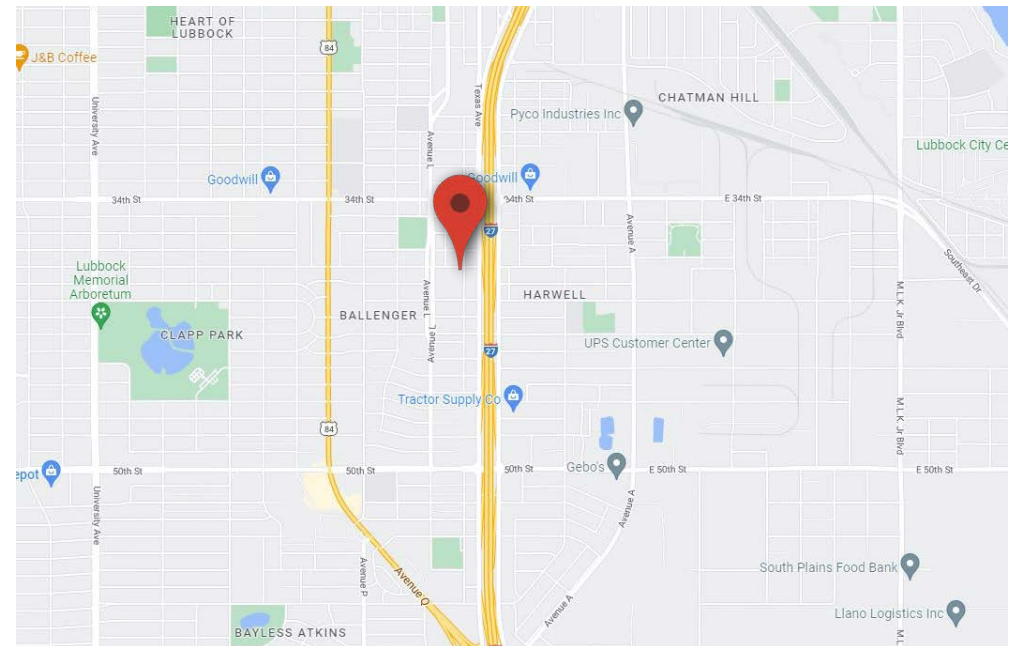 HEART OF
LUBBOCK
84
J&B Coffee
University Ave
Texas Ave
Pyco Industries Inc
CHATMAN HILL
Avenue L
Lubbock City Ce
Goodwill
Goodwill
34th St
34th St
34th St
E 34th St
27
Avenue A
Southeast Dr
Lubbock
Memorial
Arboretum
CLAPP PARK
BALLENGER
Avenue L
Avenue L
HARWELL
M.L.K. Jr Blvd
UPS Customer Center
27
Tractor Supply Co
84
M.L.K. Jr Blvd
epot
50th St
50th St
50th St
Gebo's
E 50th St
E 50th St
University Ave
Avenue A
Avenue P
Avenue Q
South Plains Food Bank
Avenue A
Llano Logistics Inc
BAYLESS ATKINS
M.L